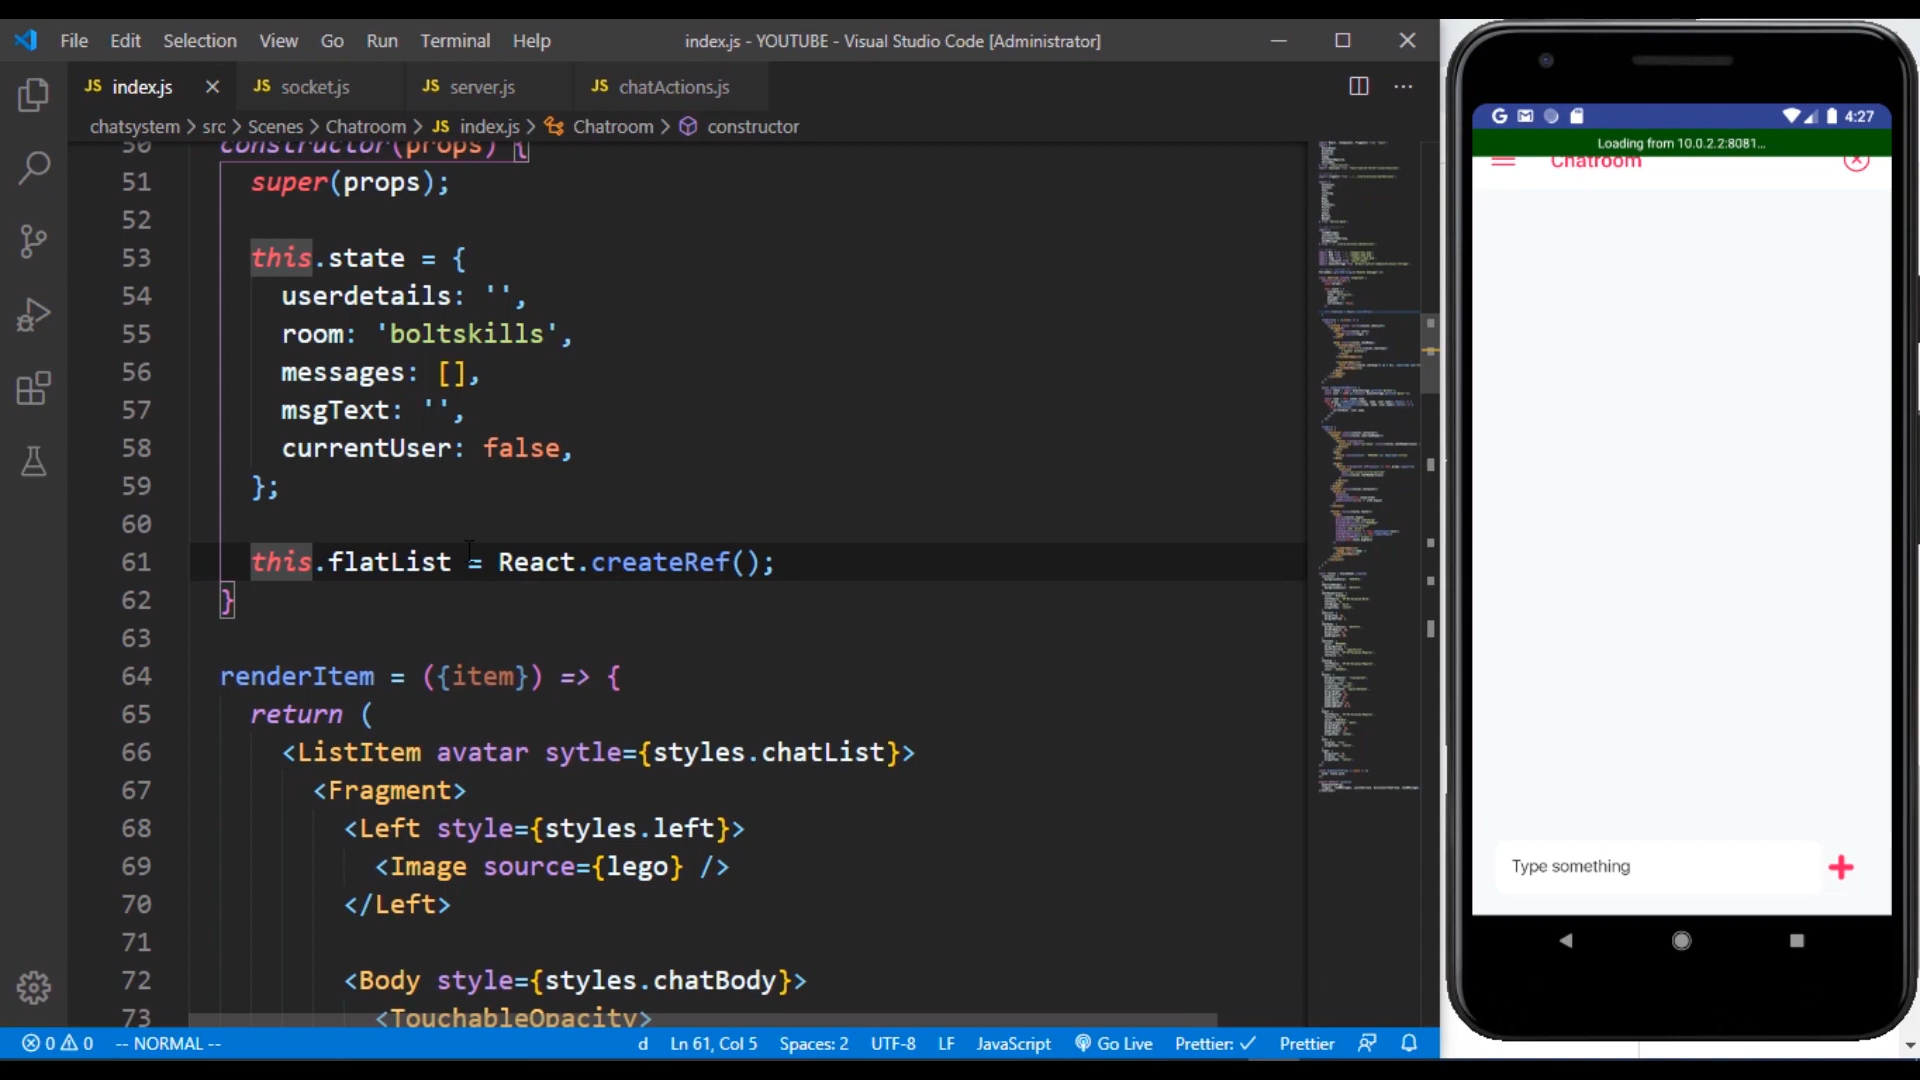 File Edit Selection View Go Run Terminal Help index.js - YOUTUBE - Visual Studio Code [Administrator]
JS index.js JS socket.js JS server.js JS chatActions.js
chatsystem > src > Scenes > Chatroom > JS index.js > Chatroom > constructor
50 constructor(props) {
51 super(props);
52
53 this.state = {
54 userdetails: '',
55 room: 'boltskills',
56 messages: [],
57 msgText: '',
58 currentUser: false,
59 };
60
61 this.flatList = React.createRef();
62 }
63
64 renderItem = ({item}) => {
65 return (
66 <ListItem avatar sytle={styles.chatList}>
67 <Fragment>
68 <Left style={styles.left}>
69 <Image source={lego} />
70 </Left>
71
72 <Body style={styles.chatBody}>
73 <TouchableOpacity>
0 0 -- NORMAL -- d Ln 61, Col 5 Spaces: 2 UTF-8 LF JavaScript Go Live Prettier: ✓ Prettier
G 4:27
Loading from 10.0.2.2:8081...
Chatroom
Type something